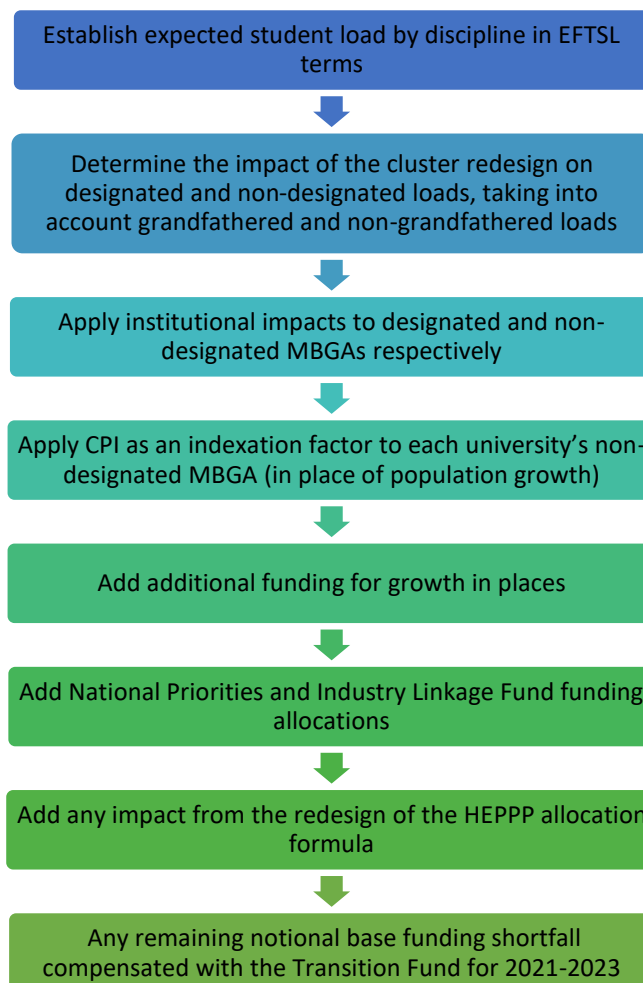 Establish expected student load by discipline in EFTSL
terms
Determine the impact of the cluster redesign on
designated and non-designated loads, taking into
account grandfathered and non-grandfathered loads
Apply institutional impacts to designated and non-
designated MBGAs respectively
Apply CPI as an indexation factor to each university’s non-
designated MBGA (in place of population growth)
Add additional funding for growth in places
Add National Priorities and Industry Linkage Fund funding
allocations
Add any impact from the redesign of the HEPPP allocation
formula
Any remaining notional base funding shortfall
compensated with the Transition Fund for 2021-2023